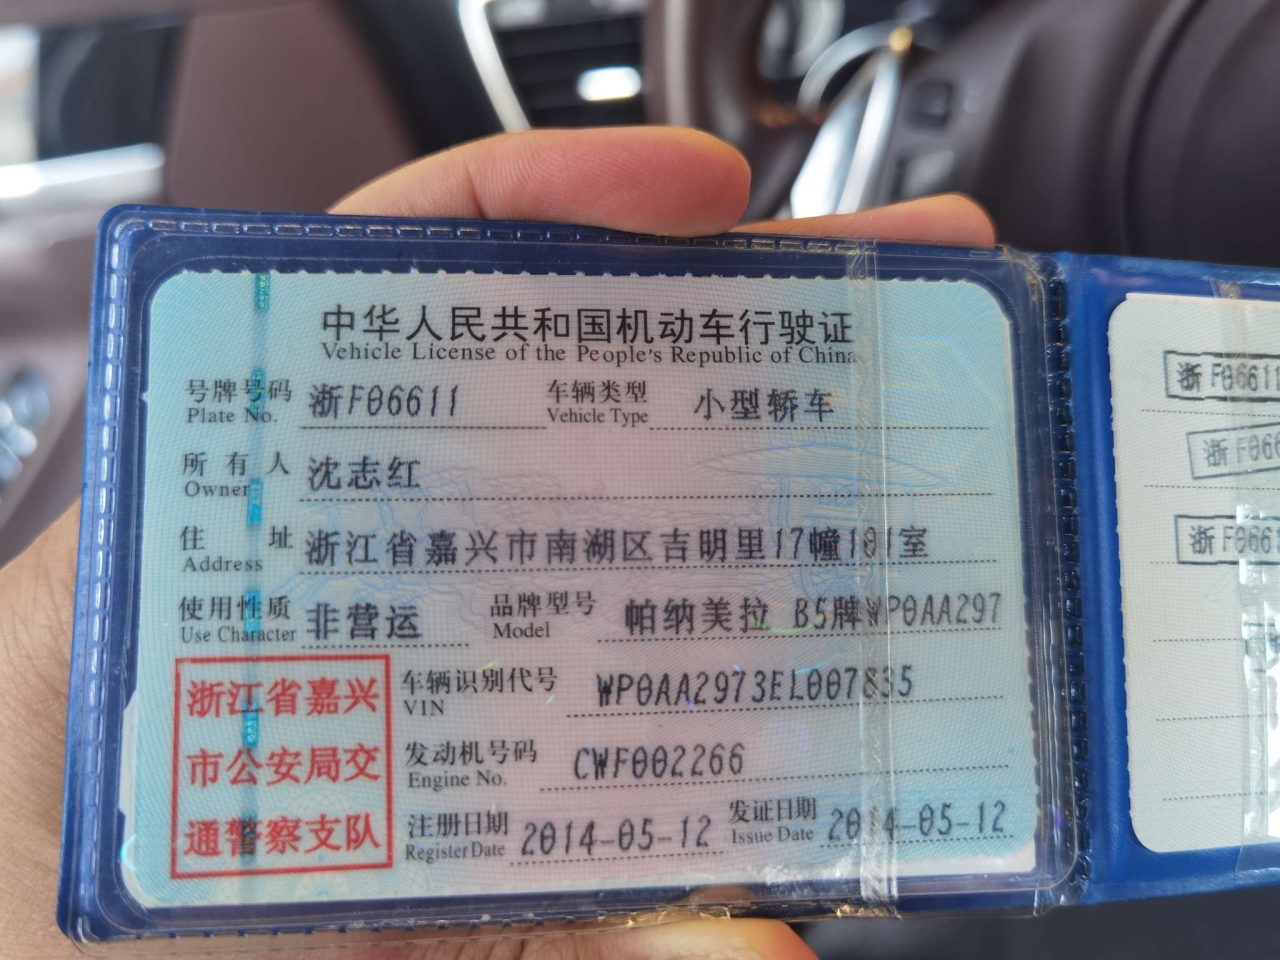 中华人民共和国机动车行驶证
Vehicle License of the People's Republic of China
号牌号码 浙F06611 车辆类型 小型轿车
Plate No. Vehicle Type
所有人 沈志红
Owner
住址 浙江省嘉兴市南湖区吉明里17幢101室
Address
使用性质 非营运 品牌型号 帕纳美拉 B5牌WP0AA297
Use Character Model
浙江省嘉兴
市公安局交
通警察支队
车辆识别代号 WP0AA2973EL007835
VIN
发动机号码 CWF002266
Engine No.
注册日期 2014-05-12 发证日期 2014-05-12
Register Date Issue Date
浙F06611
浙F066
浙F0661